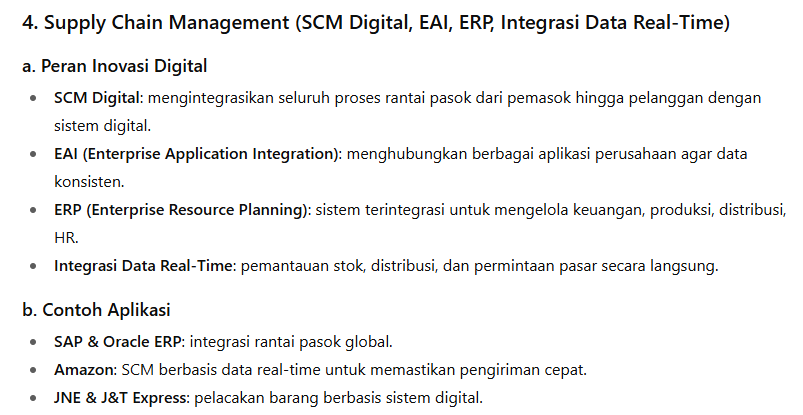 4. Supply Chain Management (SCM Digital, EAI, ERP, Integrasi Data Real-Time)
a. Peran Inovasi Digital
• SCM Digital: mengintegrasikan seluruh proses rantai pasok dari pemasok hingga pelanggan dengan
sistem digital.
• EAI (Enterprise Application Integration): menghubungkan berbagai aplikasi perusahaan agar data
konsisten.
• ERP (Enterprise Resource Planning): sistem terintegrasi untuk mengelola keuangan, produksi, distribusi,
HR.
• Integrasi Data Real-Time: pemantauan stok, distribusi, dan permintaan pasar secara langsung.
b. Contoh Aplikasi
• SAP & Oracle ERP: integrasi rantai pasok global.
• Amazon: SCM berbasis data real-time untuk memastikan pengiriman cepat.
• JNE & J&T Express: pelacakan barang berbasis sistem digital.